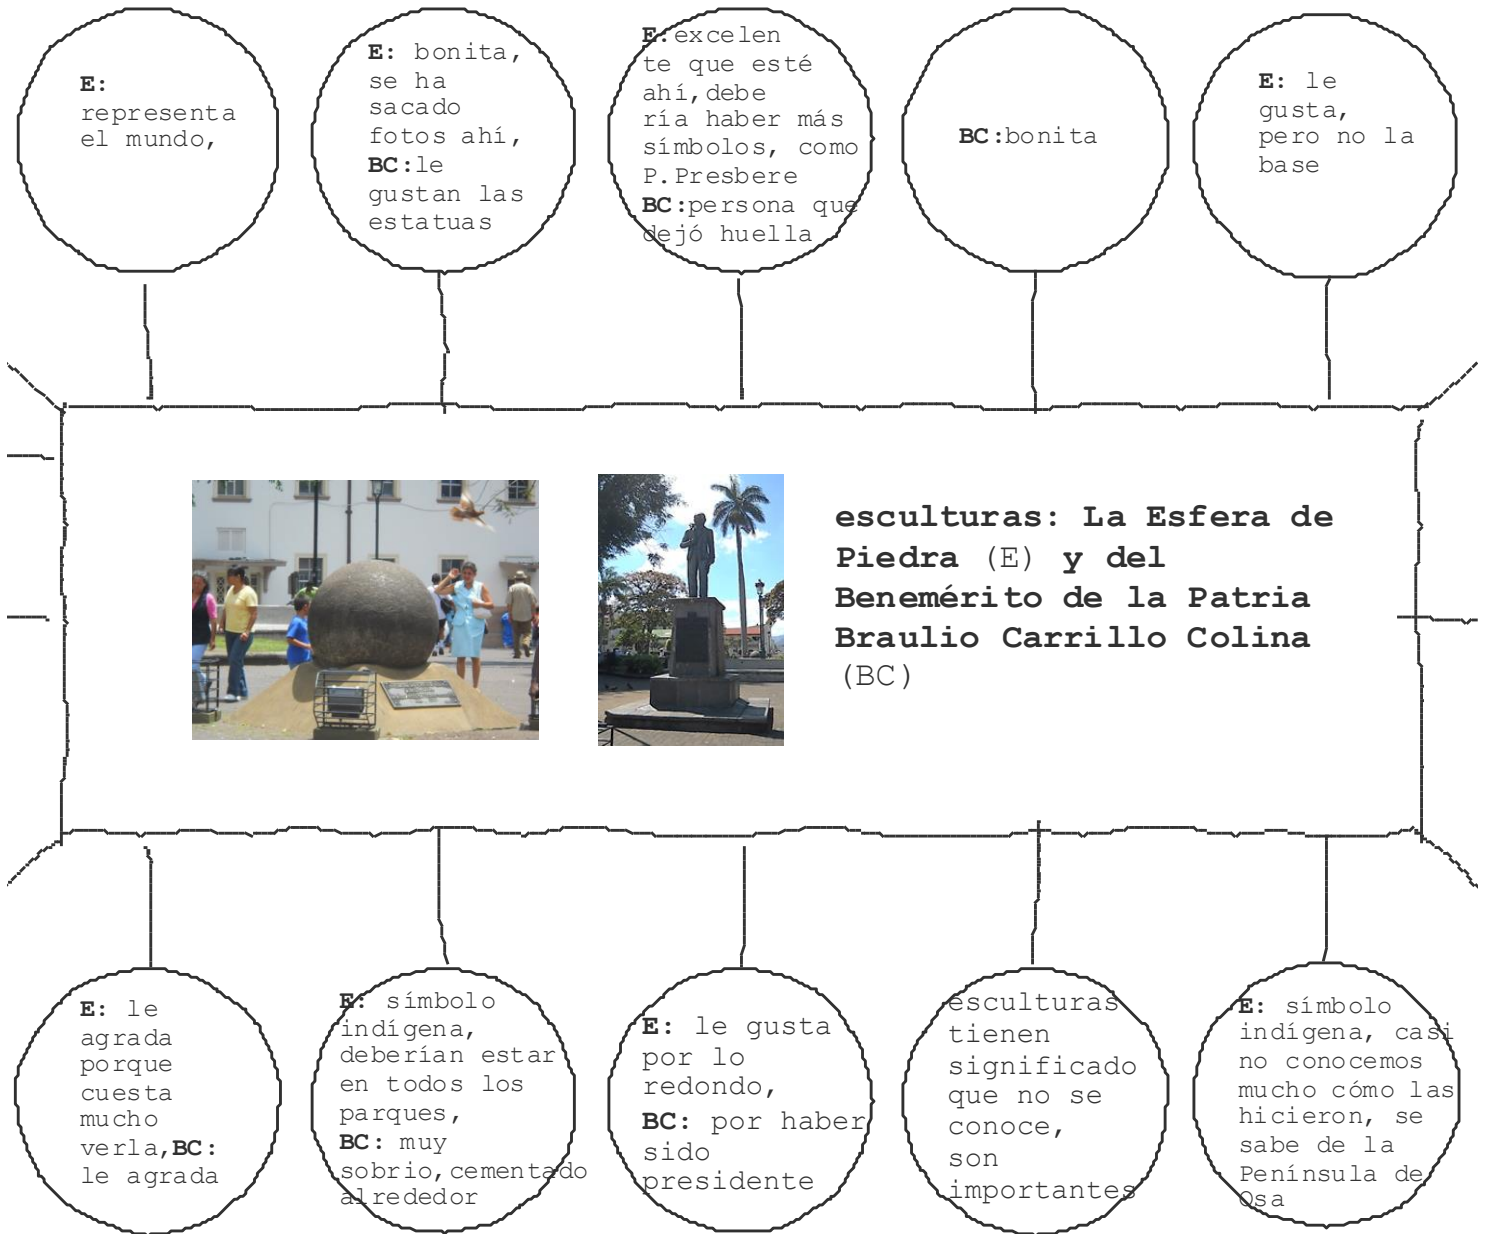 E:
representa
el mundo,
E: bonita,
se ha
sacado
fotos ahí,
BC:le
gustan las
estatuas
E:excelen
te que esté
ahí,debe
ría haber más
símbolos, como
P.Presbere
BC:persona que
dejó huella
BC:bonita
E: le
gusta,
pero no la
base
esculturas: La Esfera de
Piedra (E) y del
Benemérito de la Patria
Braulio Carrillo Colina
(BC)
E: le
agrada
porque
cuesta
mucho
verla,BC:
le agrada
E: símbolo
indígena,
deberían estar
en todos los
parques,
BC: muy
sobrio,cementado
alrededor
E: le gusta
por lo
redondo,
BC: por haber
sido
presidente
esculturas
tienen
significado
que no se
conoce,
son
importantes
E: símbolo
indígena, casi
no conocemos
mucho cómo las
hicieron, se
sabe de la
Península de
Osa